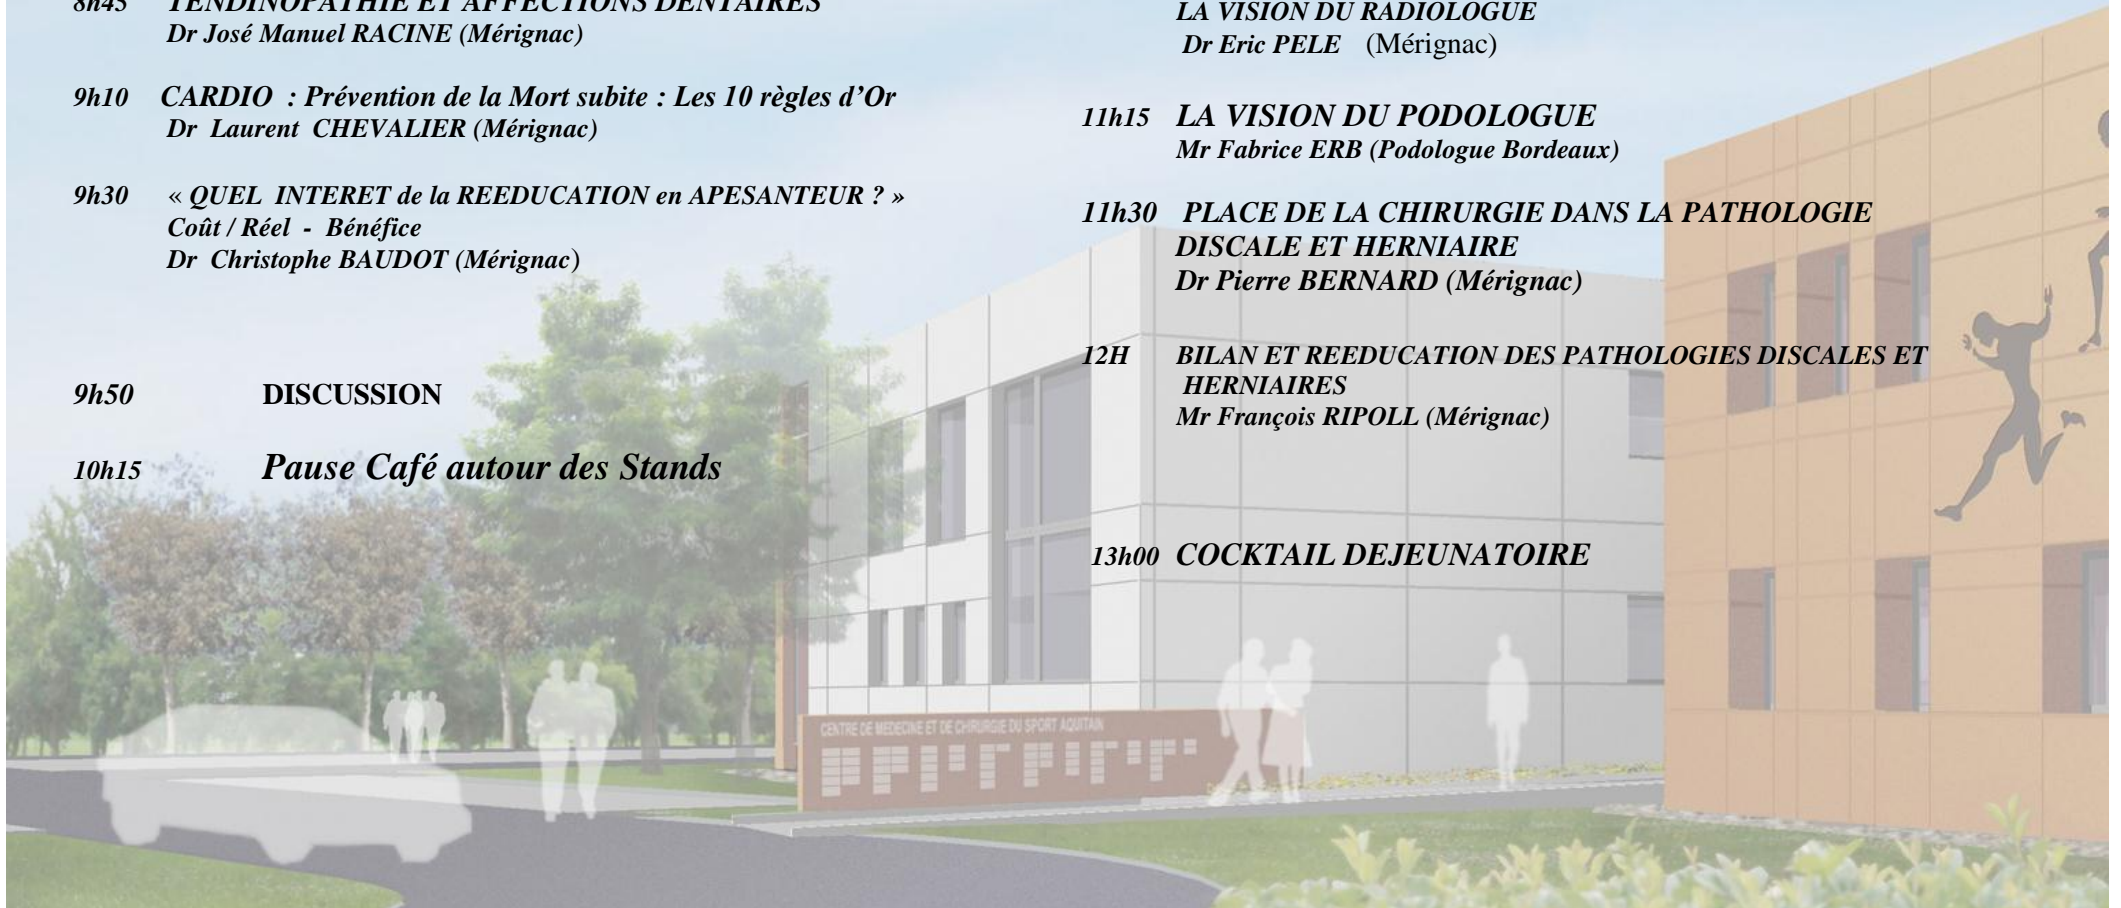 8h45 TENDINOPATHIE ET AFFECTIONS DENTAIRES
Dr José Manuel RACINE (Mérignac)
9h10 CARDIO : Prévention de la Mort subite : Les 10 règles d’Or
Dr Laurent CHEVALIER (Mérignac)
9h30 « QUEL INTERET de la REEDUCATION en APESANTEUR ? »
Coût / Réel - Bénéfice
Dr Christophe BAUDOT (Mérignac)
9h50 DISCUSSION
10h15 Pause Café autour des Stands
LA VISION DU RADIOLOGUE
Dr Eric PELE (Mérignac)
11h15 LA VISION DU PODOLOGUE
Mr Fabrice ERB (Podologue Bordeaux)
11h30 PLACE DE LA CHIRURGIE DANS LA PATHOLOGIE
DISCALE ET HERNIAIRE
Dr Pierre BERNARD (Mérignac)
12H BILAN ET REEDUCATION DES PATHOLOGIES DISCALES ET
HERNIAIRES
Mr François RIPOLL (Mérignac)
13h00 COCKTAIL DEJEUNATOIRE
CENTRE DE MEDECINE ET DE CHIRURGIE DU SPORT AQUITAIN